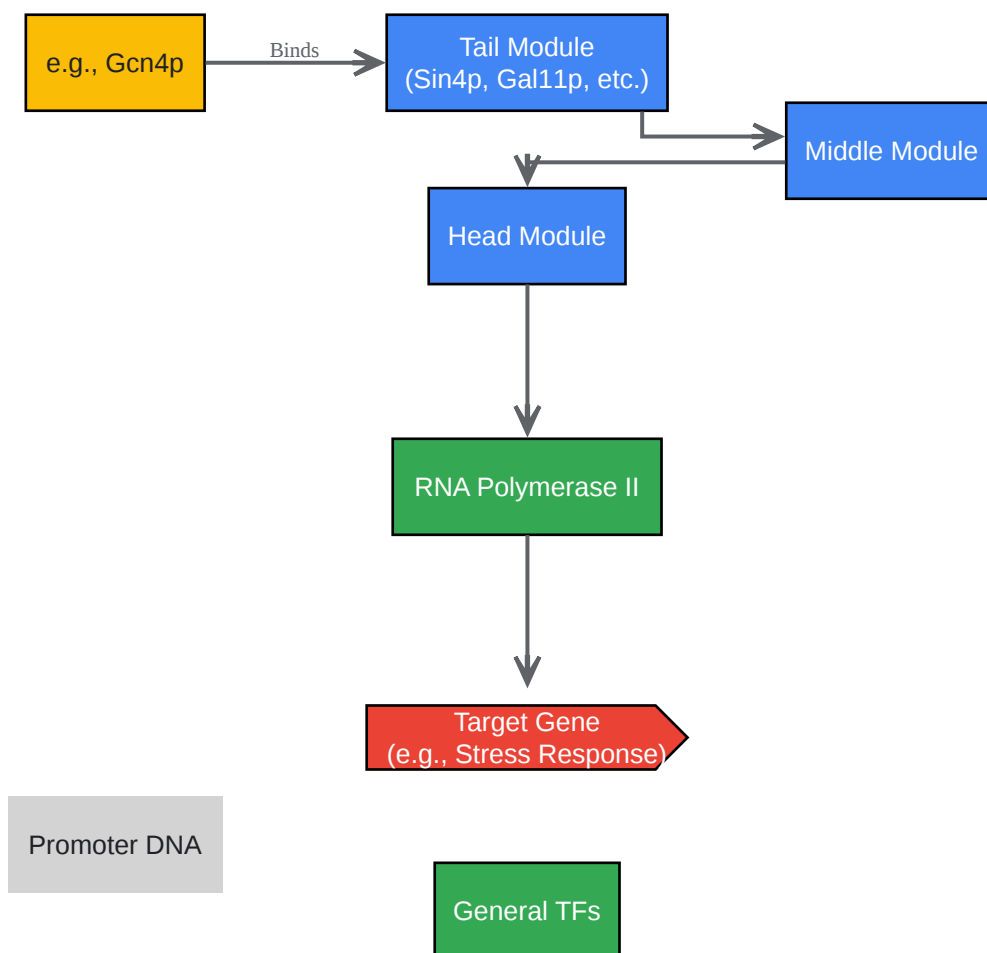 e.g., Gcn4p
Binds
Tail Module
(Sin4p, Gal11p, etc.)
Middle Module
Head Module
RNA Polymerase II
Target Gene
(e.g., Stress Response)
Promoter DNA
General TFs